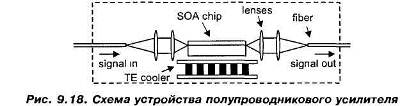 SOA chip
lenses
fiber
signal in
signal out
TE cooler
Рис. 9.18. Схема устройства полупроводникового усилителя